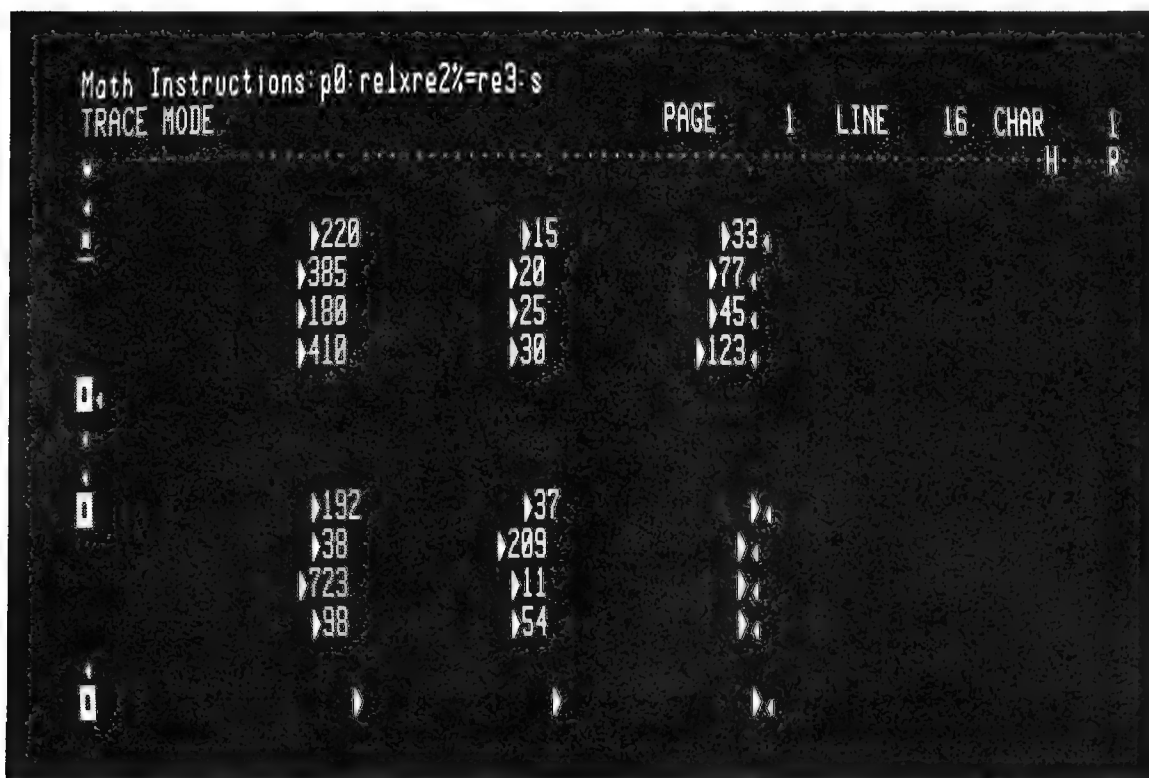 Math Instructions:p0:re1xre2%=re3:s
TRACE MODE PAGE 1 LINE 16 CHAR 1
H R
220 15 33
385 20 77
180 25 45
410 30 123
192 37
38 209
723 11
98 54